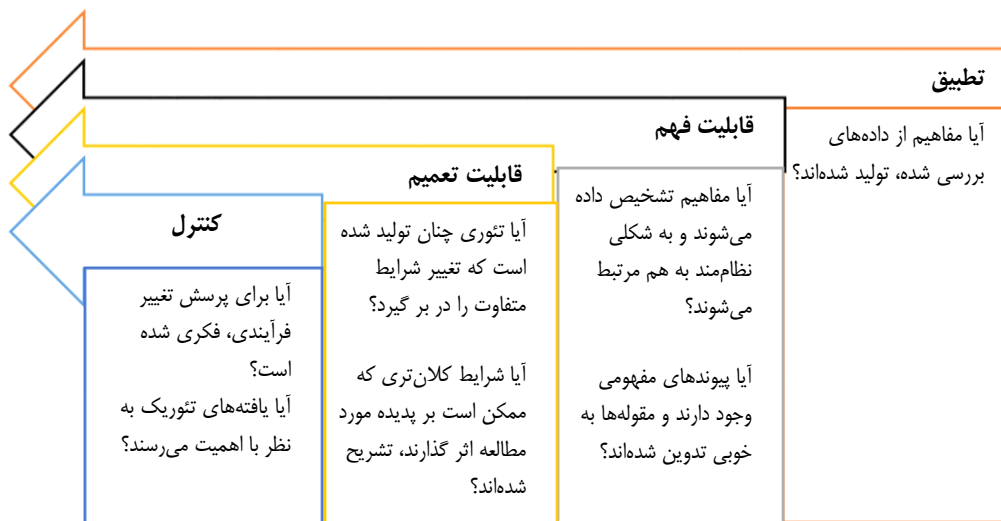 تطبیق
آیا مفاهیم از داده‌های
بررسی شده، تولید شده‌اند؟
قابلیت فهم
آیا مفاهیم تشخیص داده
می‌شوند و به شکلی
نظام‌مند به هم مرتبط
می‌شوند؟
آیا پیوندهای مفهومی
وجود دارند و مقوله‌ها به
خوبی تدوین شده‌اند؟
قابلیت تعمیم
آیا تئوری چنان تولید شده
است که تغییر شرایط
متفاوت را در بر گیرد؟
آیا شرایط کلان‌تری که
ممکن است بر پدیده مورد
مطالعه اثر گذارند، تشریح
شده‌اند؟
کنترل
آیا برای پرسش تغییر
فرآیندی، فکری شده
است؟
آیا یافته‌های تئوریک به
نظر با اهمیت می‌رسند؟